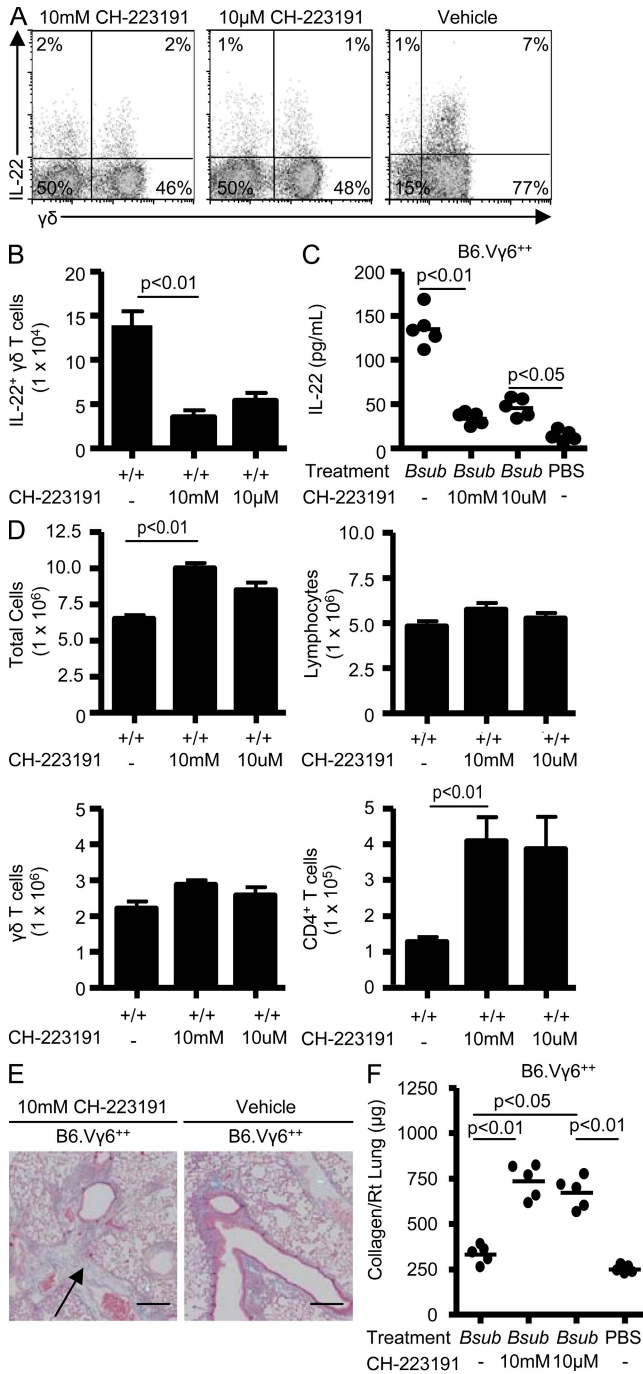 A
10mM CH-223191
10µM CH-223191
Vehicle
2% 2%
50% 46%
1% 1%
50% 48%
1% 7%
15% 77%
IL-22
γδ
B
IL-22⁺ γδ T cells
(1 x 10⁴)
20
15
10
5
0
p<0.01
+/+ +/+ +/+
CH-223191 - 10mM 10µM
C
B6.Vγ6⁺⁺
IL-22 (pg/mL)
200
150
100
50
0
p<0.01
p<0.05
Treatment Bsub Bsub Bsub PBS
CH-223191 - 10mM 10uM -
D
Total Cells
(1 x 10⁶)
12.5
10.0
7.5
5.0
2.5
0
p<0.01
+/+ +/+ +/+
CH-223191 - 10mM 10uM
Lymphocytes
(1 x 10⁶)
10.0
7.5
5.0
2.5
0
+/+ +/+ +/+
CH-223191 - 10mM 10uM
γδ T cells
(1 x 10⁶)
5
4
3
2
1
0
+/+ +/+ +/+
CH-223191 - 10mM 10uM
CD4⁺ T cells
(1 x 10⁵)
5
4
3
2
1
0
p<0.01
+/+ +/+ +/+
CH-223191 - 10mM 10uM
E
10mM CH-223191
B6.Vγ6⁺⁺
Vehicle
B6.Vγ6⁺⁺
F
B6.Vγ6⁺⁺
Collagen/Rt Lung (µg)
1250
1000
750
500
250
0
p<0.05
p<0.01 p<0.01
Treatment Bsub Bsub Bsub PBS
CH-223191 - 10mM 10µM -